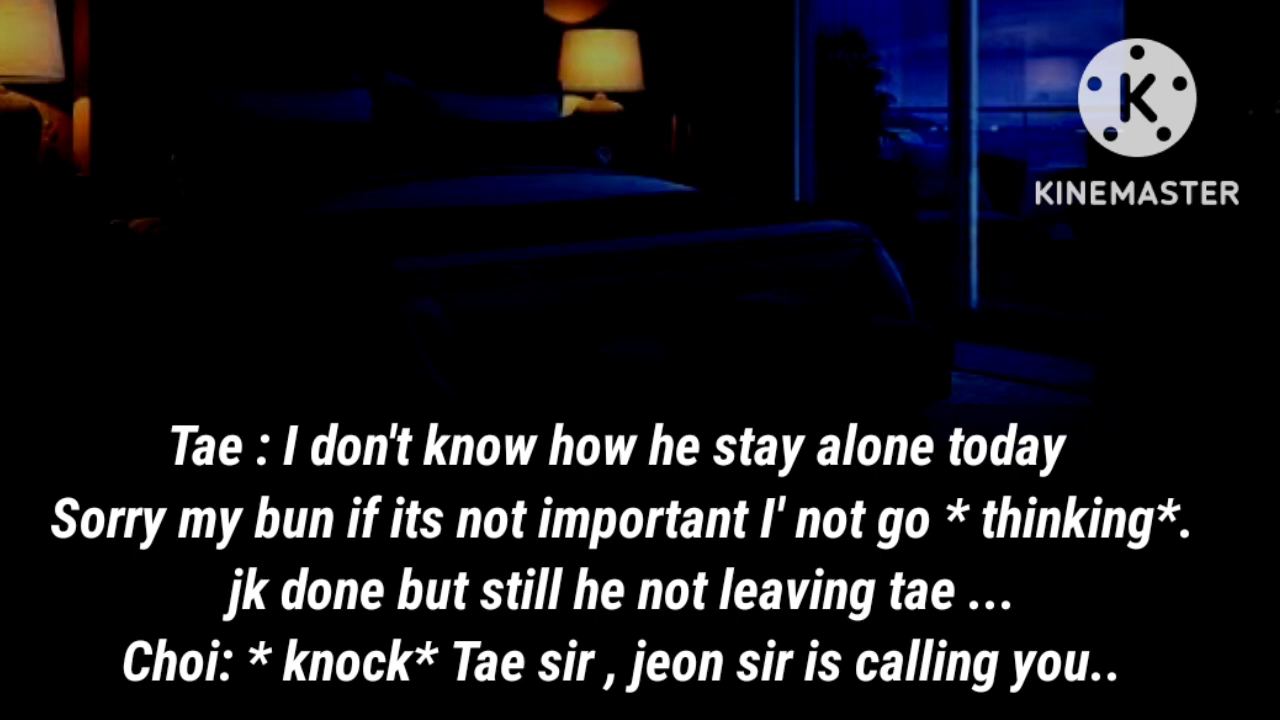 KINEMASTER
Tae : I don't know how he stay alone today
Sorry my bun if its not important I' not go * thinking*.
jk done but still he not leaving tae ...
Choi: * knock* Tae sir , jeon sir is calling you..